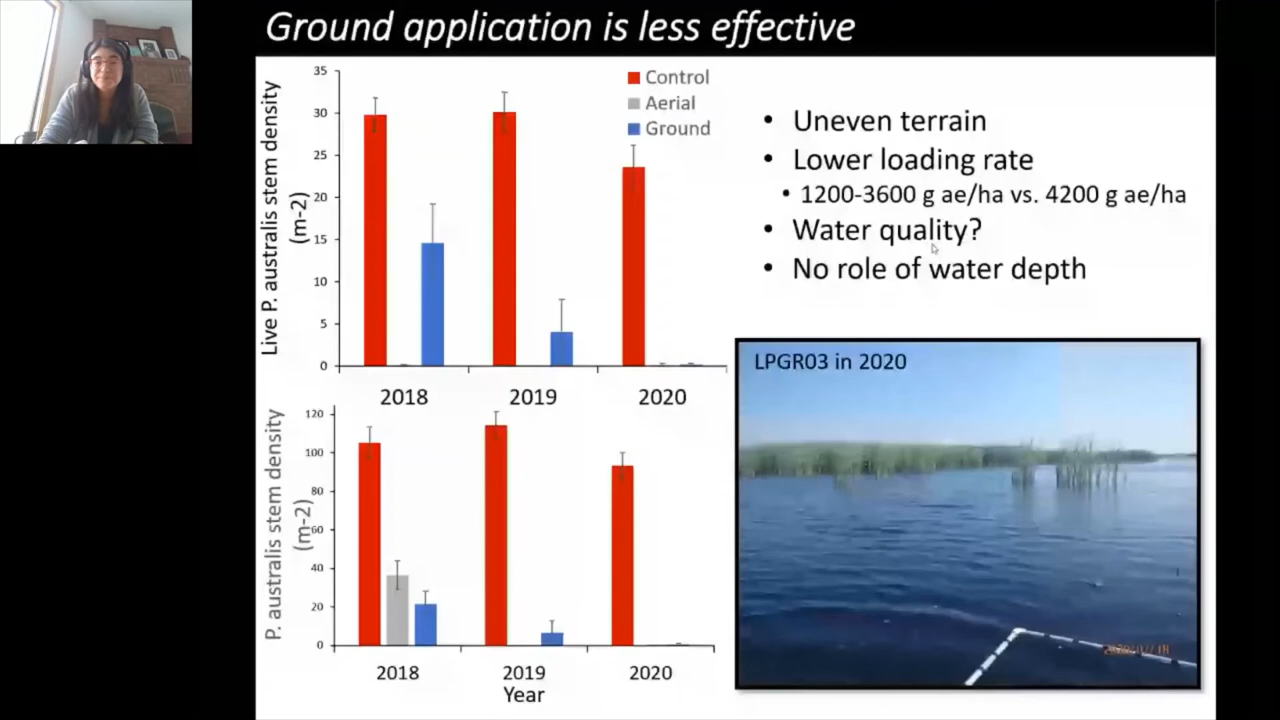 Ground application is less effective
Live P. australis stem density
(m-2)
35
30
25
20
15
10
5
0
Control
Aerial
Ground
2018
2019
2020
P. australis stem density
(m-2)
120
100
80
60
40
20
0
2018
2019
2020
Year
• Uneven terrain
• Lower loading rate
• 1200-3600 g ae/ha vs. 4200 g ae/ha
• Water quality?
• No role of water depth
LPGR03 in 2020